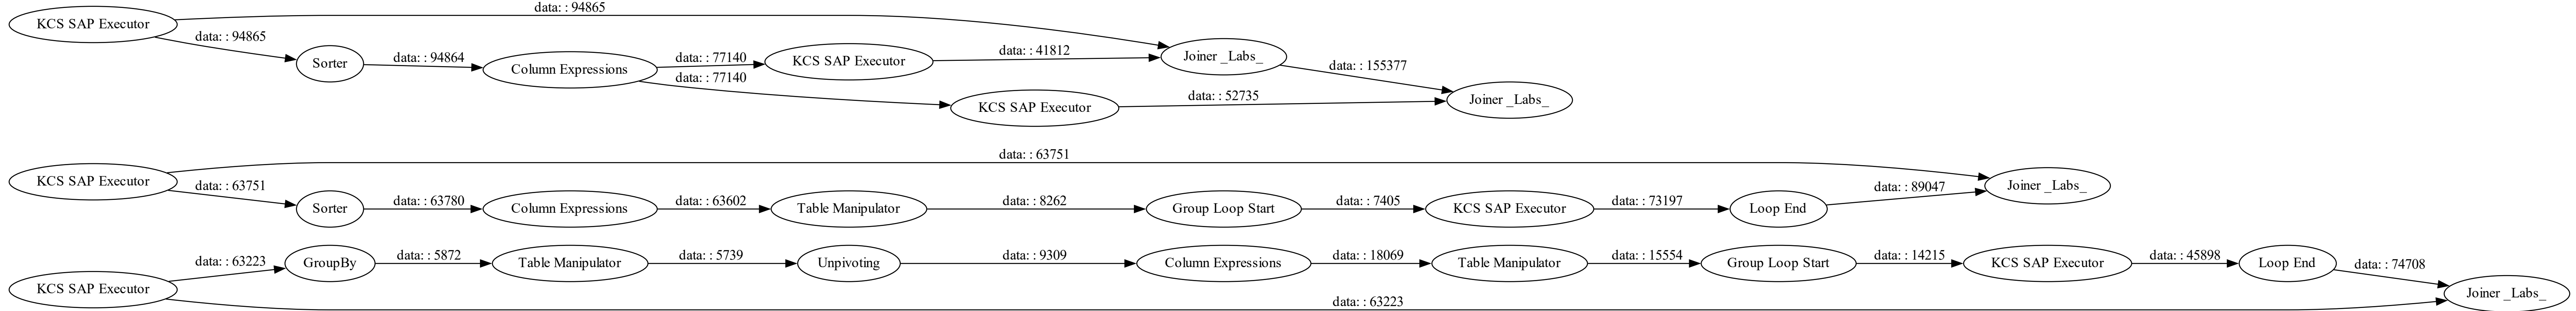 data: : 94865
KCS SAP Executor
data: : 94865
Sorter
data: : 94864
Column Expressions
data: : 77140
KCS SAP Executor
data: : 41812
Joiner _Labs_
data: : 77140
KCS SAP Executor
data: : 52735
data: : 155377
Joiner _Labs_
data: : 63751
KCS SAP Executor
data: : 63751
Sorter
data: : 63780
Column Expressions
data: : 63602
Table Manipulator
data: : 8262
Group Loop Start
data: : 7405
KCS SAP Executor
data: : 73197
Loop End
data: : 89047
Joiner _Labs_
KCS SAP Executor
data: : 63223
GroupBy
data: : 5872
Table Manipulator
data: : 5739
Unpivoting
data: : 9309
Column Expressions
data: : 18069
Table Manipulator
data: : 15554
Group Loop Start
data: : 14215
KCS SAP Executor
data: : 45898
Loop End
data: : 74708
Joiner _Labs_
data: : 63223